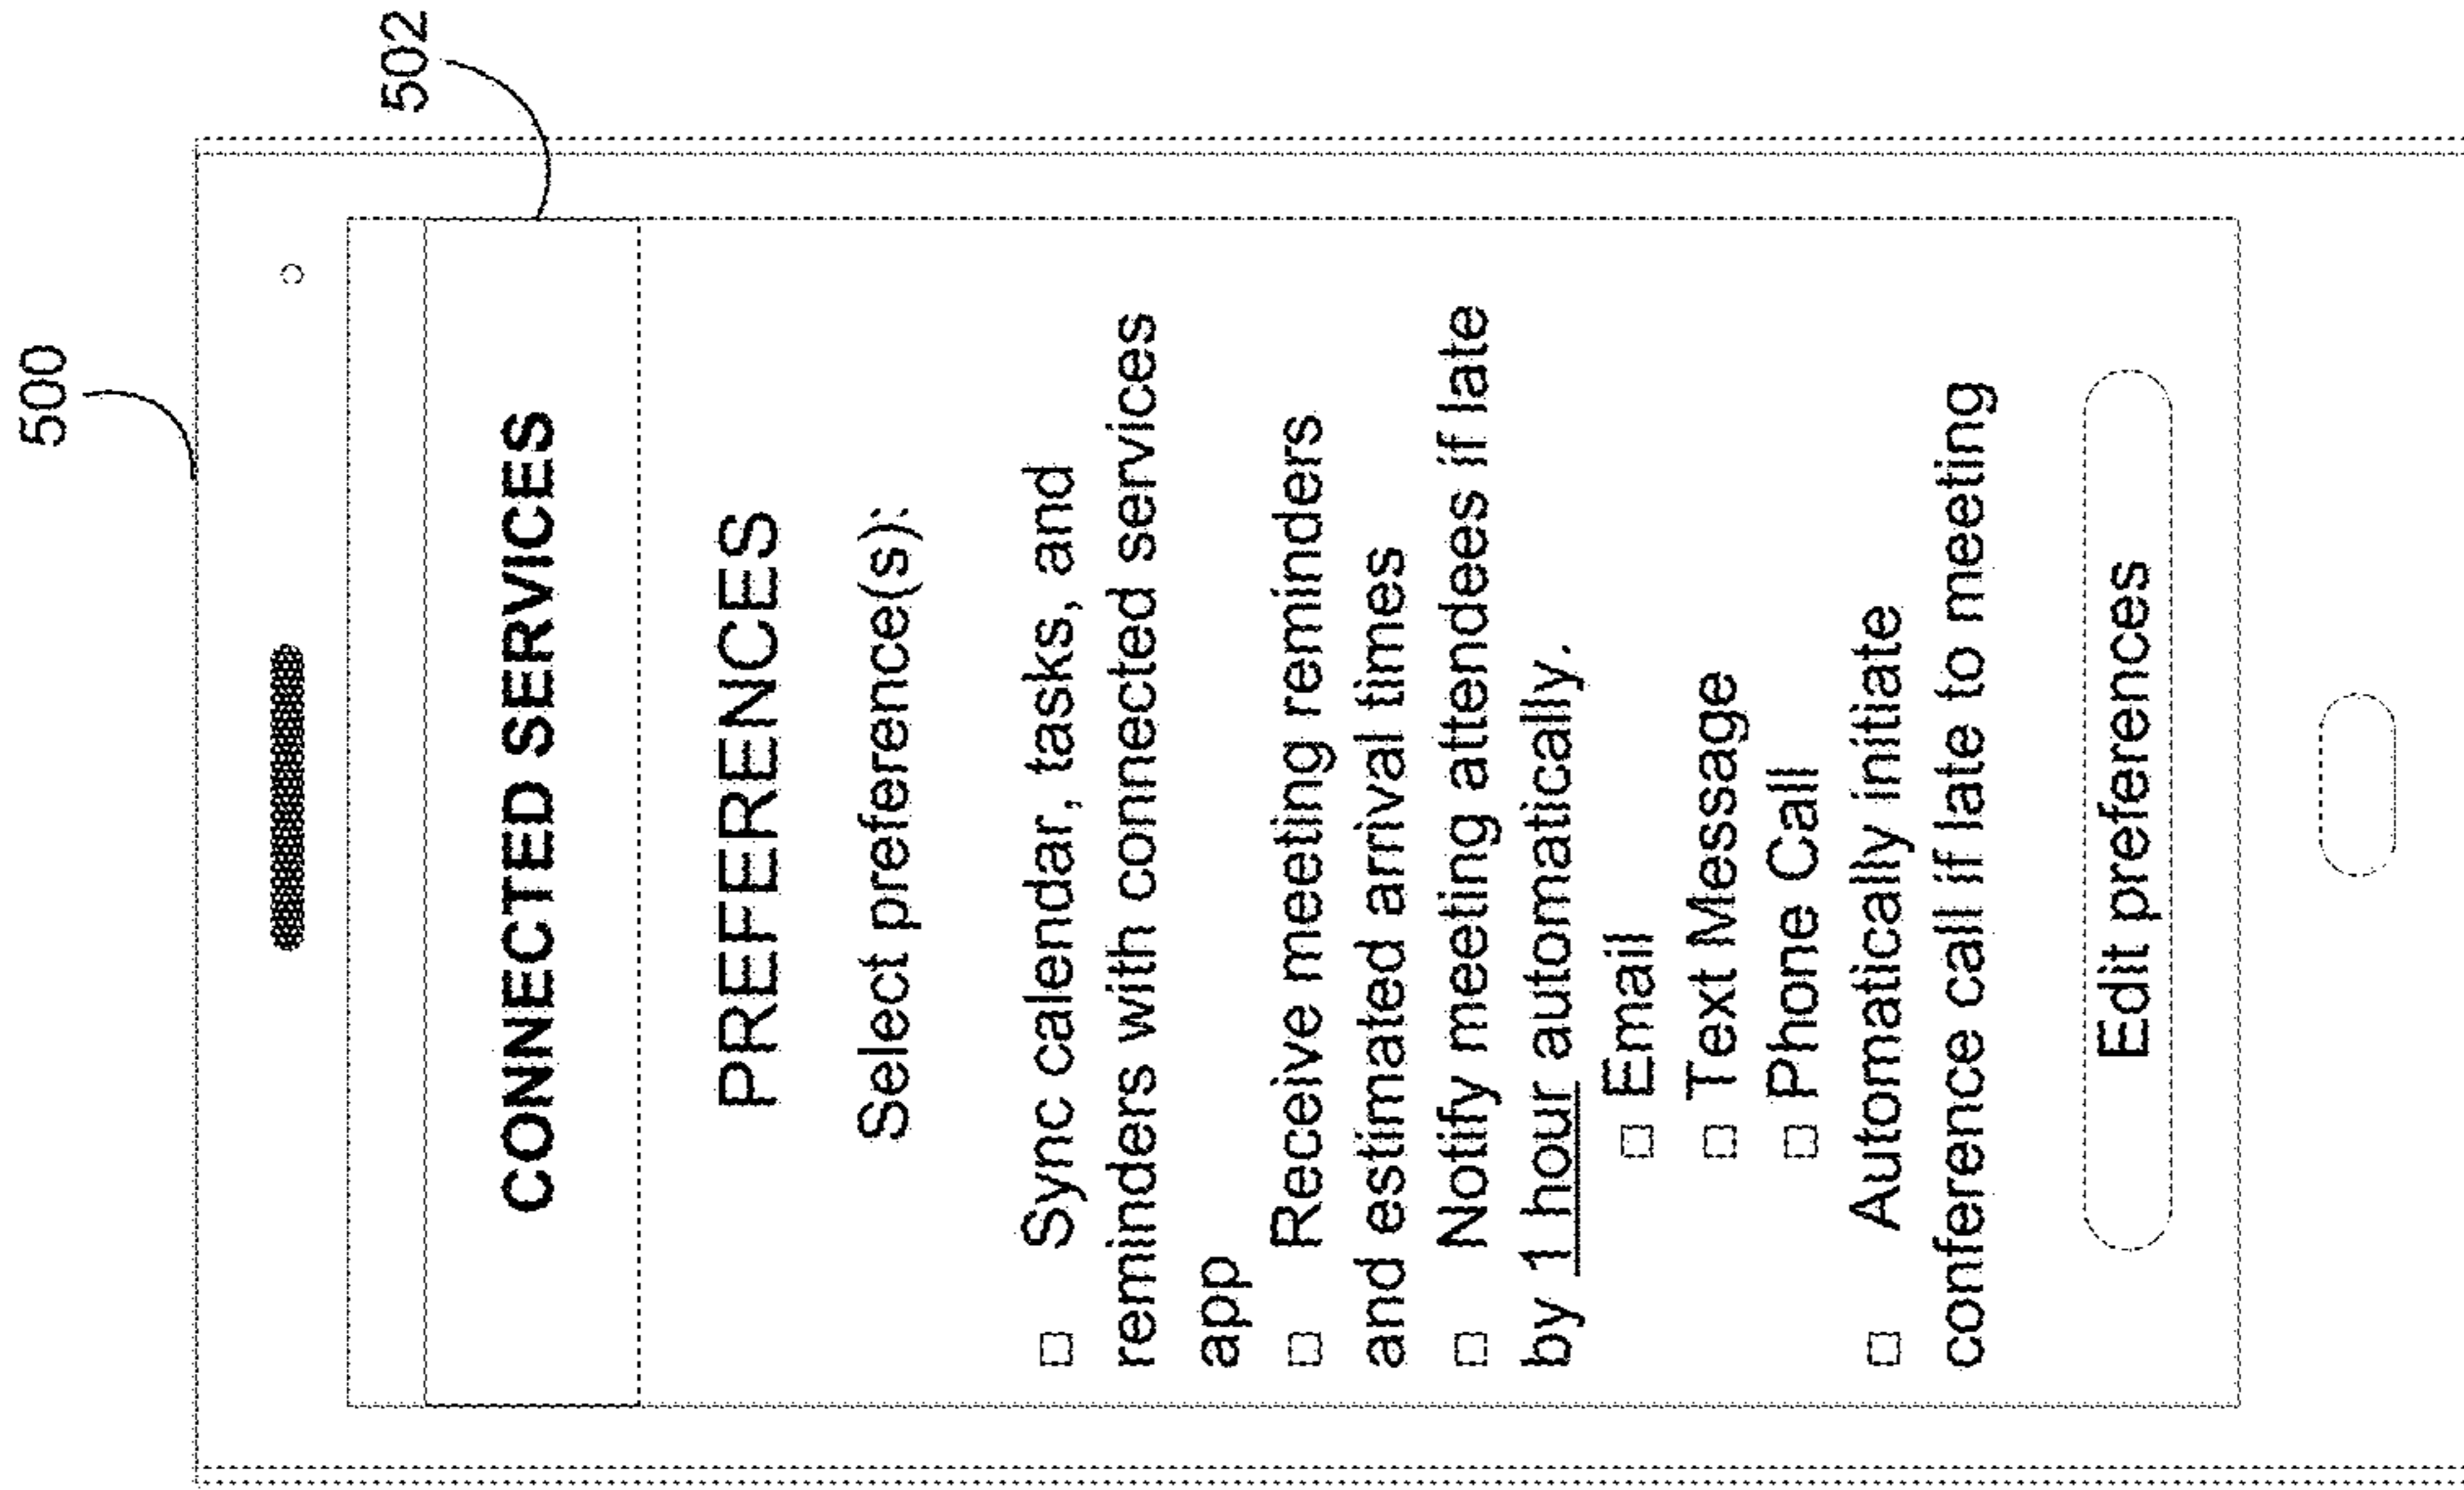 500
502
CONNECTED SERVICES
PREFERENCES
Select preference(s):
Sync calendar, tasks, and
reminders with connected services
app
Receive meeting reminders
and estimated arrival times
Notify meeting attendees if late
by 1 hour automatically.
Email
Text Message
Phone Call
Automatically initiate
conference call if late to meeting
Edit preferences